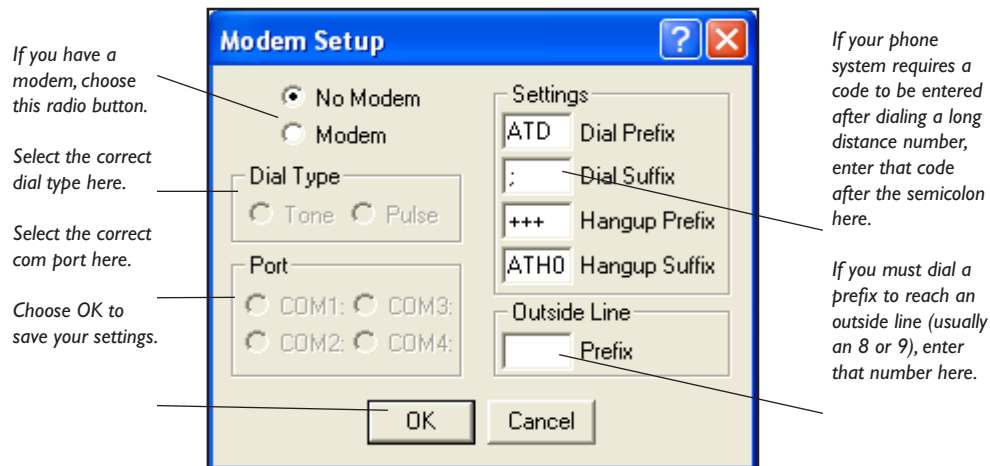 If you have a
modem, choose
this radio button.
Select the correct
dial type here.
Select the correct
com port here.
Choose OK to
save your settings.
Modem Setup
No Modem
Modem
Dial Type
Tone Pulse
Port
COM1: COM3:
COM2: COM4:
Settings
ATD Dial Prefix
; Dial Suffix
+++ Hangup Prefix
ATH0 Hangup Suffix
Outside Line
Prefix
OK Cancel
If your phone
system requires a
code to be entered
after dialing a long
distance number,
enter that code
after the semicolon
here.
If you must dial a
prefix to reach an
outside line (usually
an 8 or 9), enter
that number here.